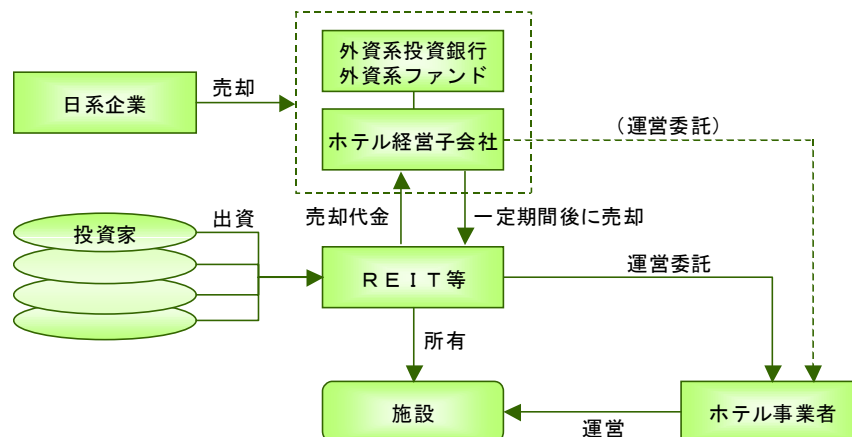 外資系投資銀行
外資系ファンド
日系企業
売却
ホテル経営子会社
（運営委託）
売却代金
一定期間後に売却
出資
投資家
ＲＥＩＴ等
運営委託
所有
施設
運営
ホテル事業者